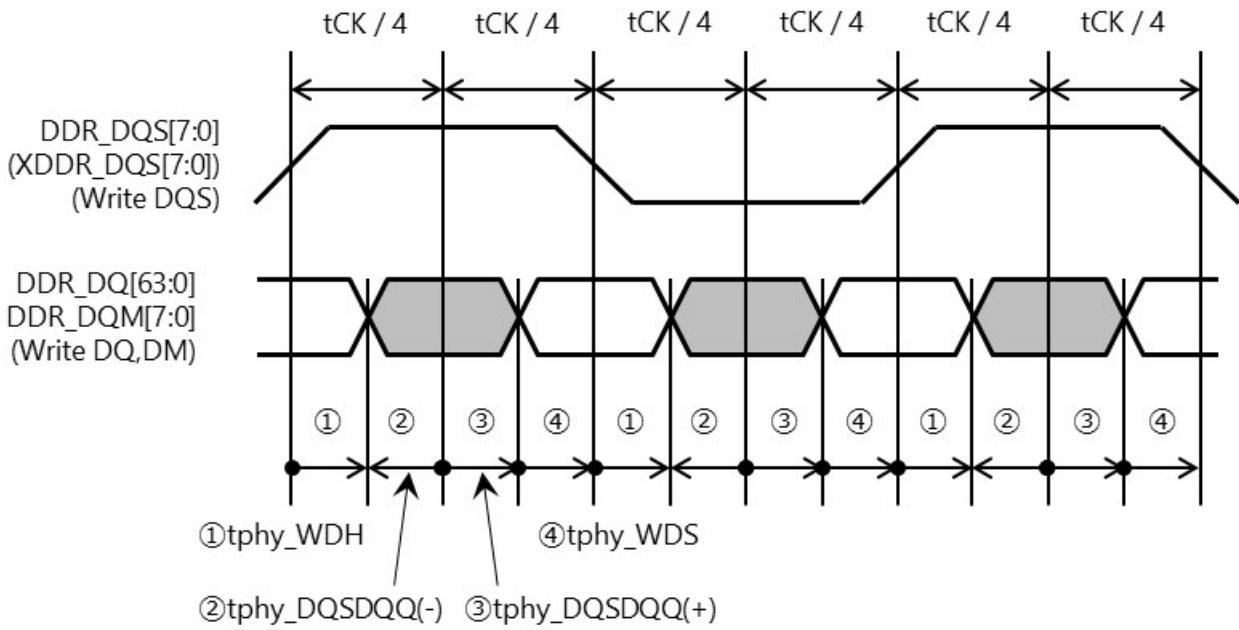 tCK / 4 tCK / 4 tCK / 4 tCK / 4 tCK / 4 tCK / 4
DDR_DQS[7:0]
(XDDR_DQS[7:0])
(Write DQS)
DDR_DQ[63:0]
DDR_DQM[7:0]
(Write DQ,DM)
① ② ③ ④ ① ② ③ ④ ① ② ③ ④
①tphy_WDH ④tphy_WDS
②tphy_DQSDQQ(-) ③tphy_DQSDQQ(+)